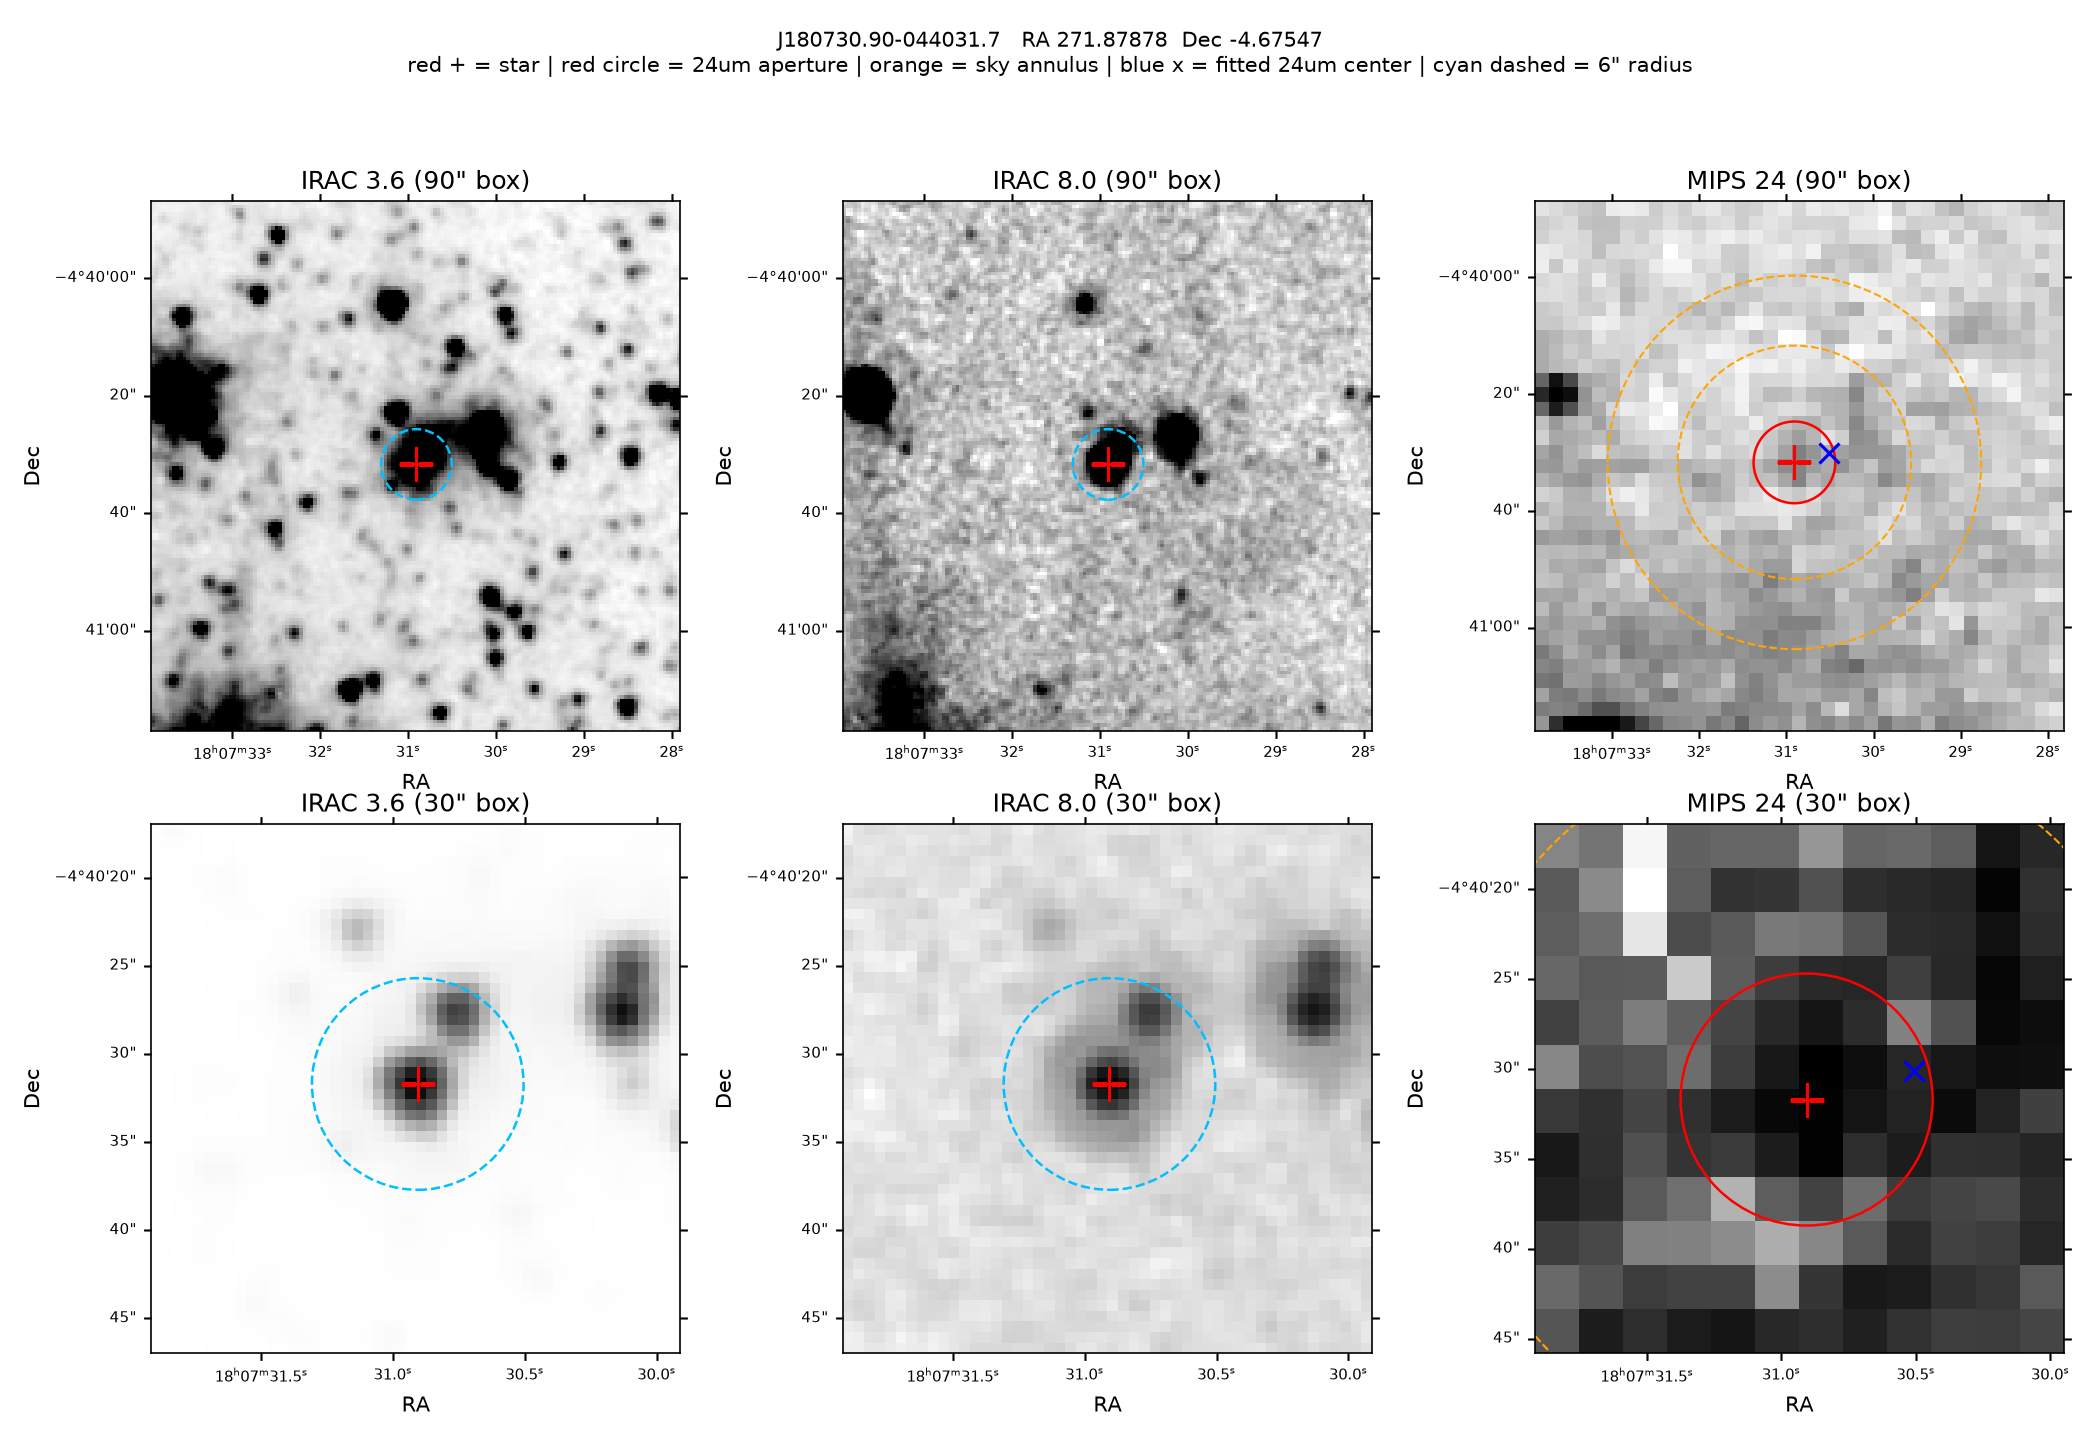 J180730.90-044031.7   RA 271.87878  Dec -4.67547
red + = star | red circle = 24um aperture | orange = sky annulus | blue x = fitted 24um center | cyan dashed = 6" radius
IRAC 3.6 (90" box)
IRAC 8.0 (90" box)
MIPS 24 (90" box)
Dec
−4°40'00"
20"
40"
41'00"
18ʰ07ᵐ33ˢ
32ˢ
31ˢ
30ˢ
29ˢ
28ˢ
RA
Dec
−4°40'00"
20"
40"
41'00"
18ʰ07ᵐ33ˢ
32ˢ
31ˢ
30ˢ
29ˢ
28ˢ
RA
Dec
−4°40'00"
20"
40"
41'00"
18ʰ07ᵐ33ˢ
32ˢ
31ˢ
30ˢ
29ˢ
28ˢ
RA
IRAC 3.6 (30" box)
IRAC 8.0 (30" box)
MIPS 24 (30" box)
Dec
−4°40'20"
25"
30"
35"
40"
45"
18ʰ07ᵐ31.5ˢ
31.0ˢ
30.5ˢ
30.0ˢ
RA
Dec
−4°40'20"
25"
30"
35"
40"
45"
18ʰ07ᵐ31.5ˢ
31.0ˢ
30.5ˢ
30.0ˢ
RA
Dec
−4°40'20"
25"
30"
35"
40"
45"
18ʰ07ᵐ31.5ˢ
31.0ˢ
30.5ˢ
30.0ˢ
RA